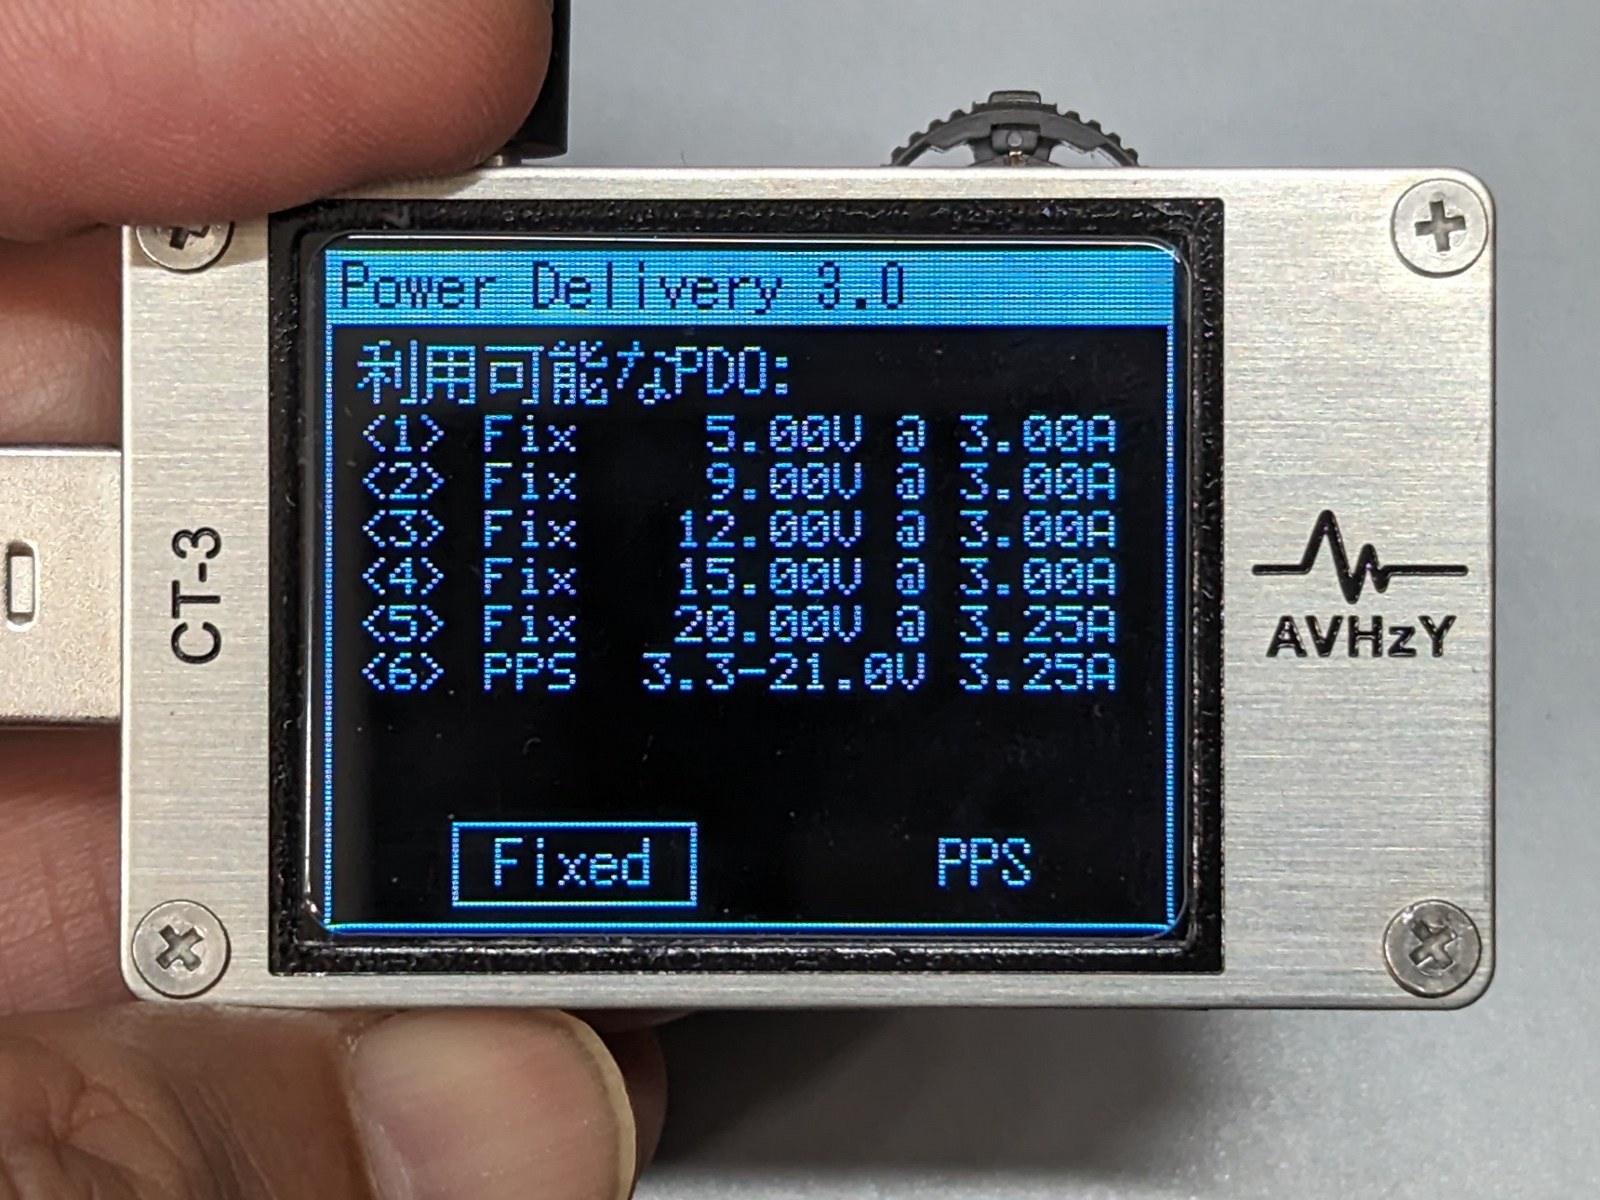 Power Delivery 3.0
利用可能なPDO:
<1> Fix 5.00V @ 3.00A
<2> Fix 9.00V @ 3.00A
<3> Fix 12.00V @ 3.00A
<4> Fix 15.00V @ 3.00A
<5> Fix 20.00V @ 3.25A
<6> PPS 3.3-21.0V 3.25A
Fixed PPS
CT-3
AVHzY